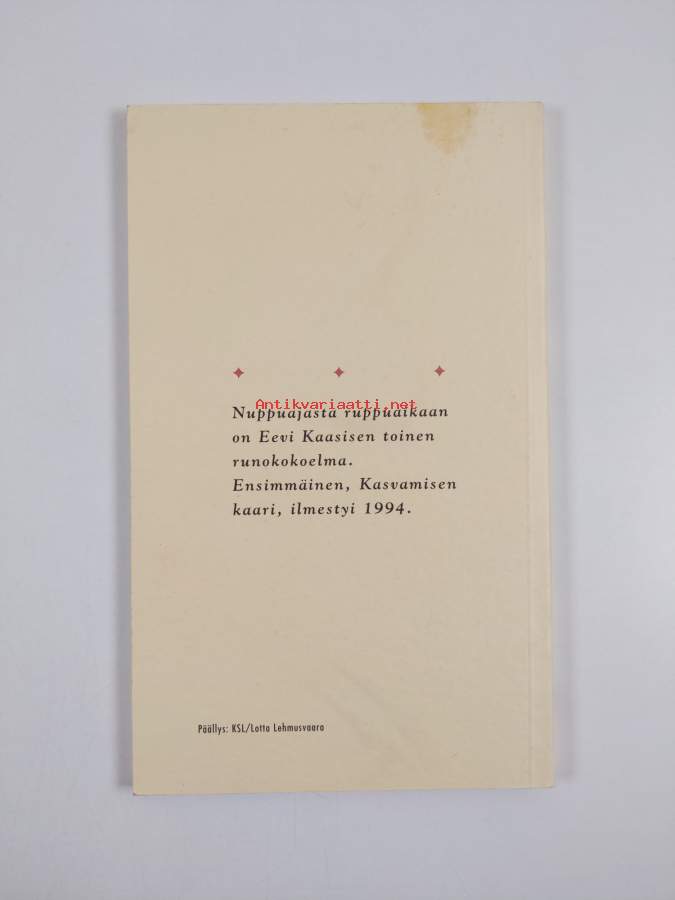 Antikvariaatti.net
Nuppuajasta ruppuaikaan
on Eevi Kaasisen toinen
runokokoelma.
Ensimmäinen, Kasvamisen
kaari, ilmestyi 1994.
Päällys: KSL/Lotta Lehmusvaara